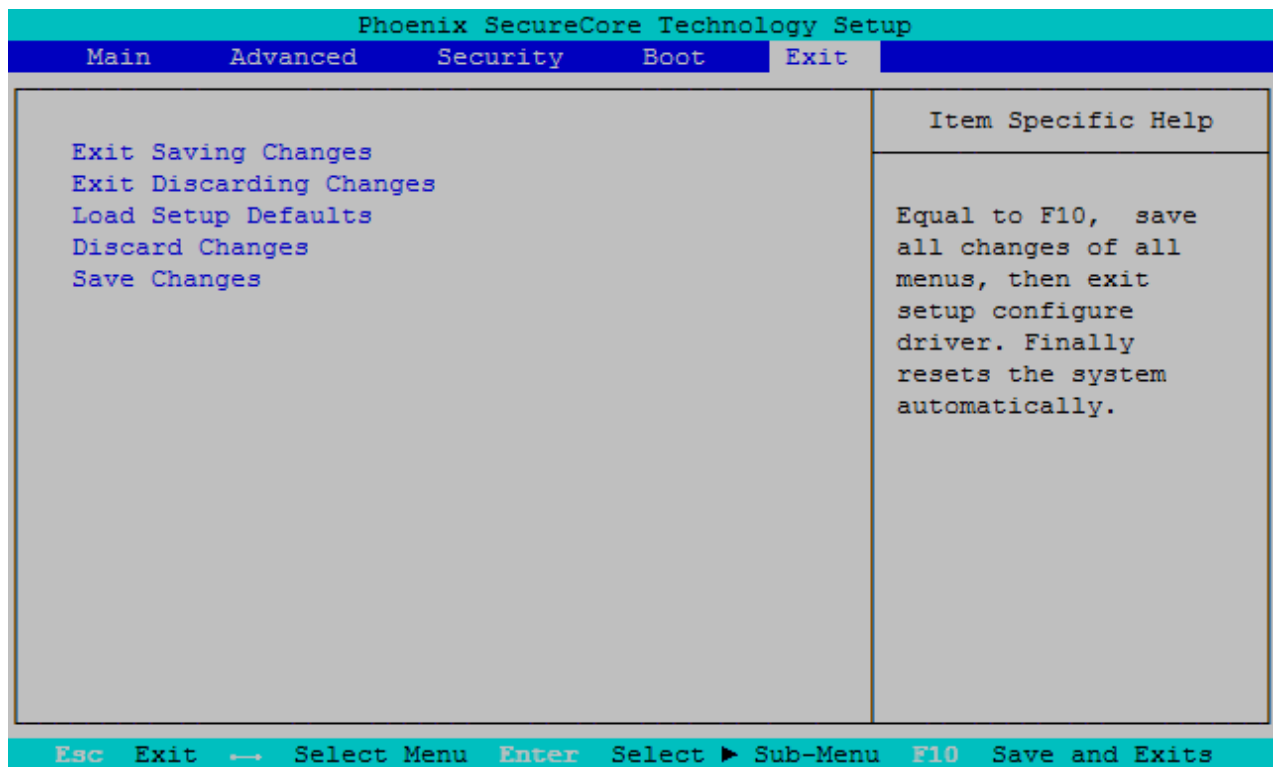 Phoenix SecureCore Technology Setup
Main Advanced Security Boot Exit
Exit Saving Changes
Exit Discarding Changes
Load Setup Defaults
Discard Changes
Save Changes
Item Specific Help
Equal to F10, save
all changes of all
menus, then exit
setup configure
driver. Finally
resets the system
automatically.
Esc Exit ←→ Select Menu Enter Select ► Sub-Menu F10 Save and Exits